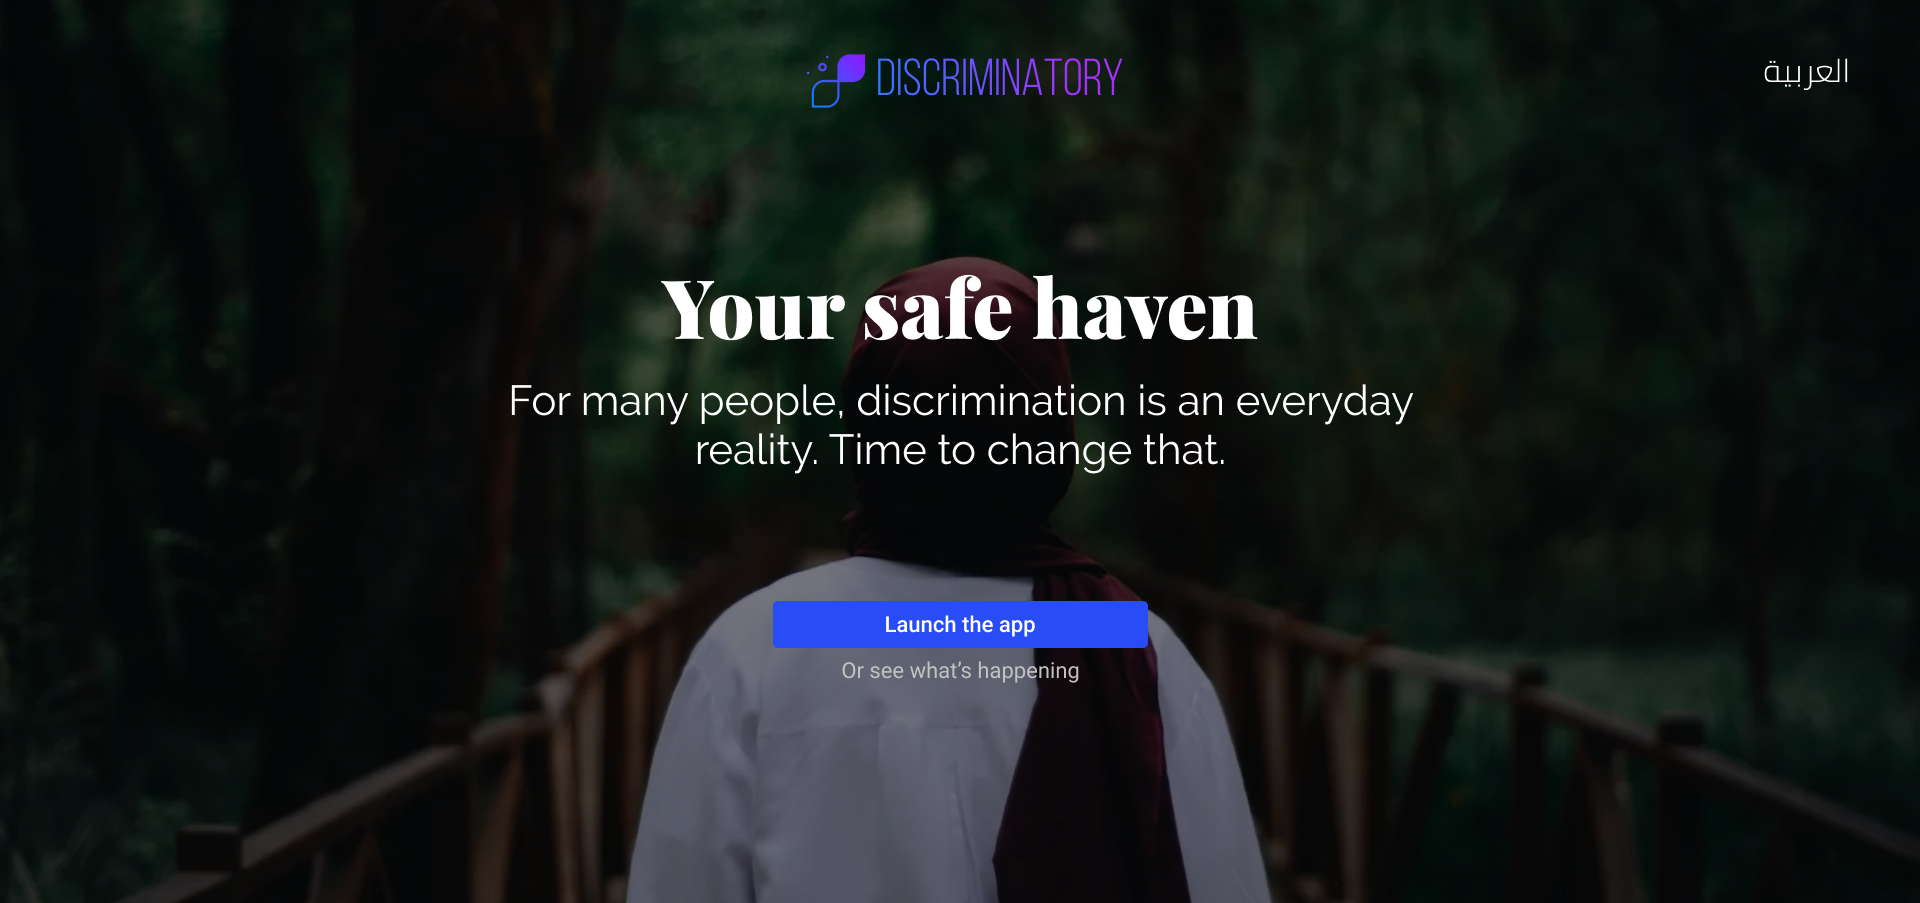 DISCRIMINATORY
العربية
Your safe haven
For many people, discrimination is an everyday
reality. Time to change that.
Launch the app
Or see what’s happening